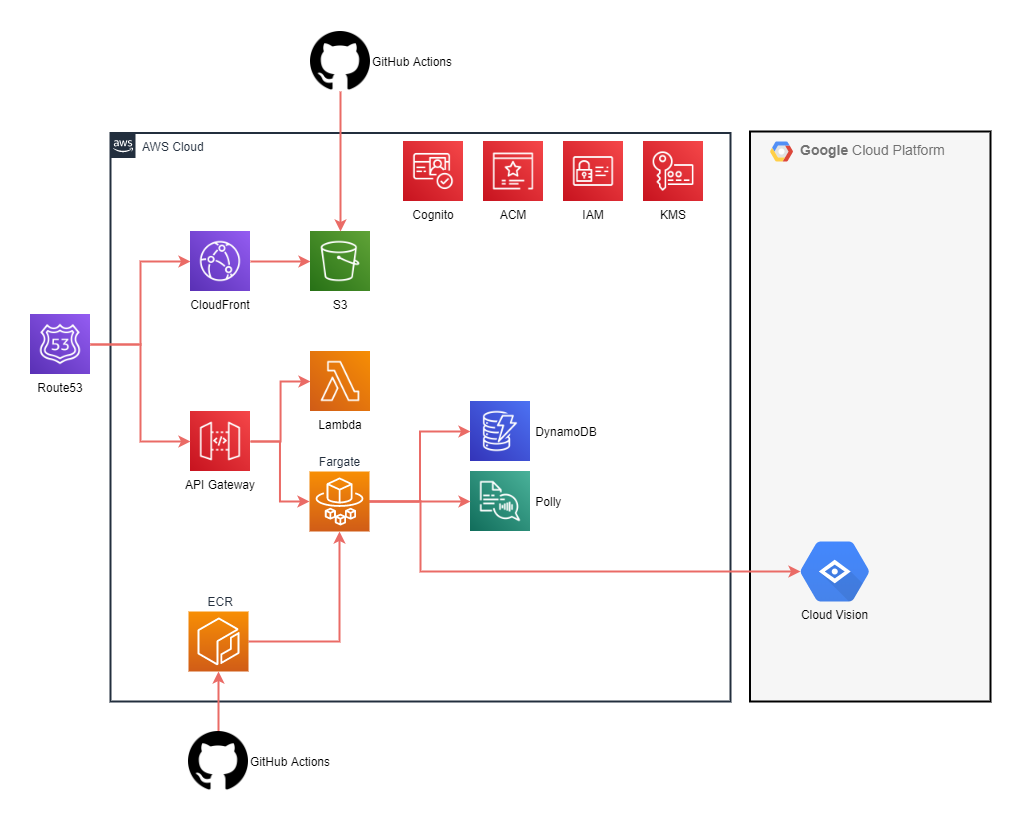 GitHub Actions
aws
AWS Cloud
Google Cloud Platform
Cognito
ACM
IAM
KMS
CloudFront
S3
53
Route53
Lambda
API Gateway
Fargate
DynamoDB
Polly
Cloud Vision
ECR
GitHub Actions